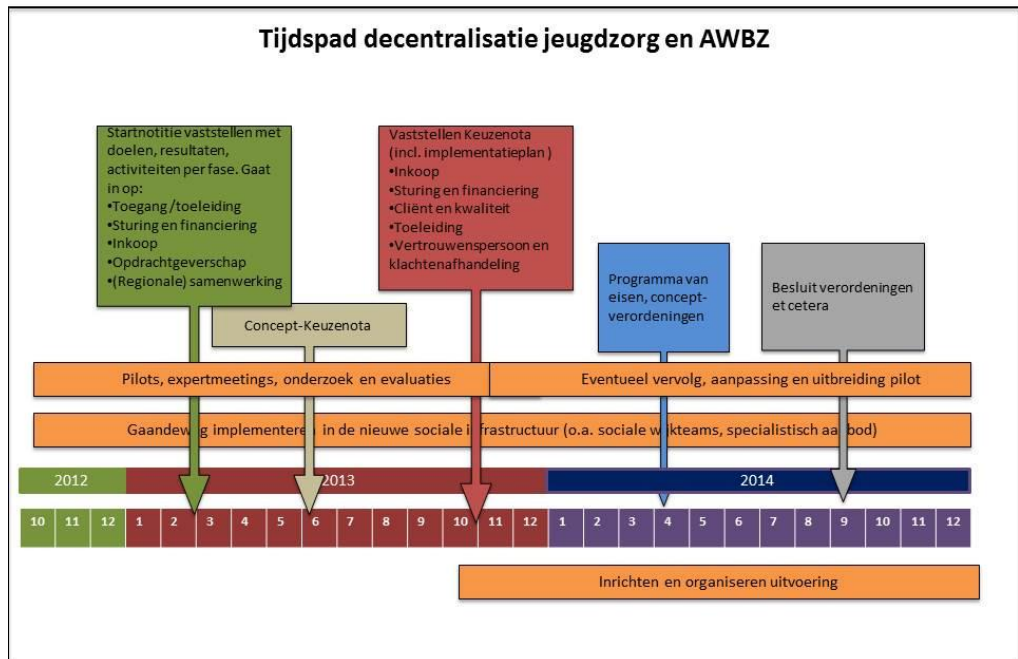 Tijdspad decentralisatie jeugdzorg en AWBZ
Startnotitie vaststellen met
doelen, resultaten,
activiteiten per fase. Gaat
in op:
•Toegang/toeleiding
•Sturing en financiering
•Inkoop
•Opdrachtgeverschap
•(Regionale) samenwerking
Vaststellen Keuzenota
(incl. implementatieplan )
•Inkoop
•Sturing en financiering
•Cliënt en kwaliteit
•Toeleiding
•Vertrouwenspersoon en
klachtenafhandeling
Programma van
eisen, concept-
verordeningen
Besluit verordeningen
et cetera
Concept-Keuzenota
Pilots, expertmeetings, onderzoek en evaluaties
Eventueel vervolg, aanpassing en uitbreiding pilot
Gaandeweg implementeren in de nieuwe sociale infrastructuur (o.a. sociale wijkteams, specialistisch aanbod)
2012 2013 2014
10 11 12 1 2 3 4 5 6 7 8 9 10 11 12 1 2 3 4 5 6 7 8 9 10 11 12
Inrichten en organiseren uitvoering